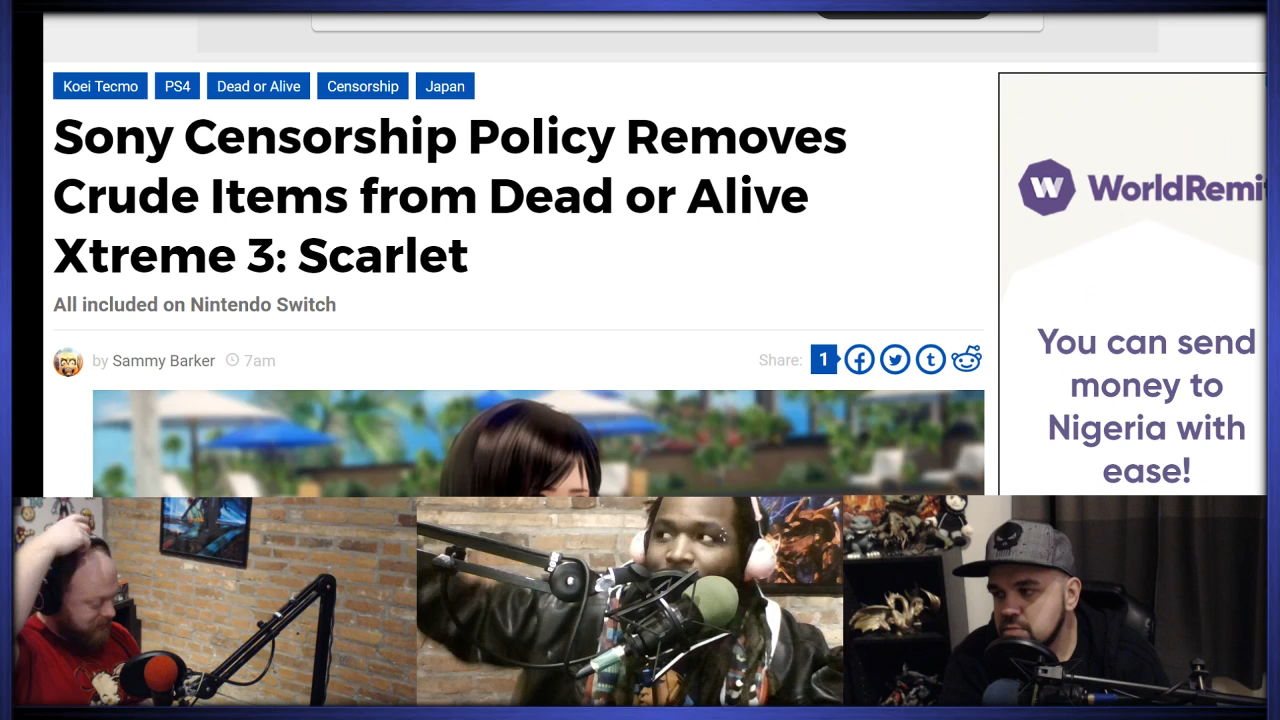 Koei Tecmo PS4 Dead or Alive Censorship Japan
Sony Censorship Policy Removes
Crude Items from Dead or Alive
Xtreme 3: Scarlet
All included on Nintendo Switch
by Sammy Barker 7am
Share: 1
W WorldRemit
You can send
money to
Nigeria with
ease!